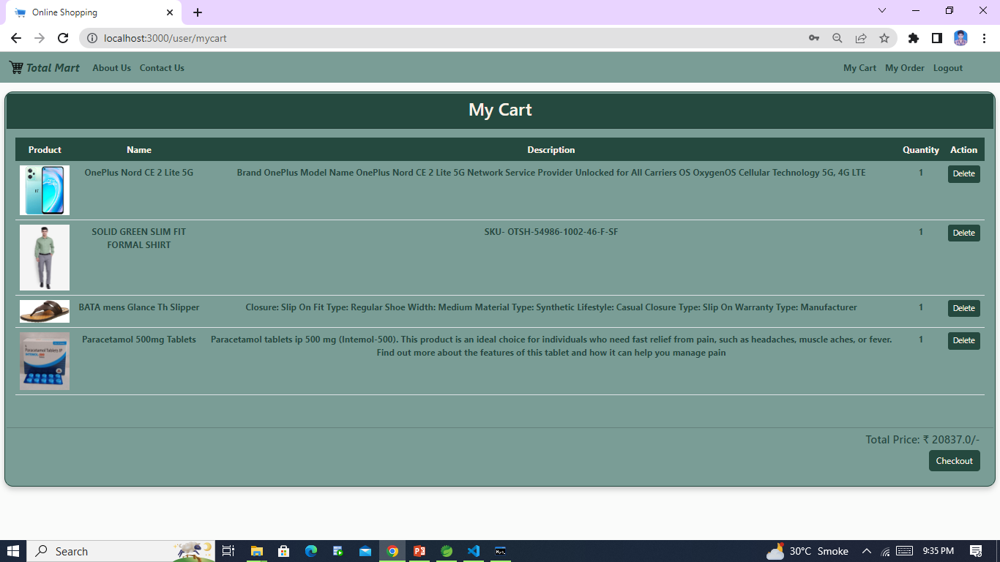 Online Shopping
localhost:3000/user/mycart
Total Mart About Us Contact Us My Cart My Order Logout
My Cart
Product Name Description Quantity Action
OnePlus Nord CE 2 Lite 5G Brand OnePlus Model Name OnePlus Nord CE 2 Lite 5G Network Service Provider Unlocked for All Carriers OS OxygenOS Cellular Technology 5G, 4G LTE 1 Delete
SOLID GREEN SLIM FIT SKU- OTSH-54986-1002-46-F-SF 1 Delete
FORMAL SHIRT
BATA mens Glance Th Slipper Closure: Slip On Fit Type: Regular Shoe Width: Medium Material Type: Synthetic Lifestyle: Casual Closure Type: Slip On Warranty Type: Manufacturer 1 Delete
Paracetamol 500mg Tablets Paracetamol tablets ip 500 mg (Intemol-500). This product is an ideal choice for individuals who need fast relief from pain, such as headaches, muscle aches, or fever. 1 Delete
Find out more about the features of this tablet and how it can help you manage pain
Paracetamol Tablets IP
INTEMOL-500
Total Price: ₹ 20837.0/-
Checkout
Search 30°C Smoke 9:35 PM